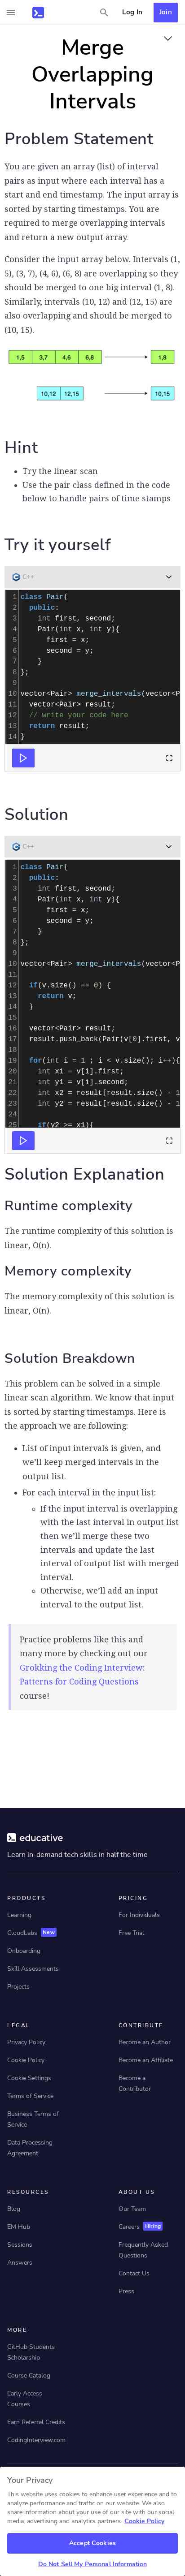 Log In
Join
Merge
Overlapping
Intervals
Problem Statement
You are given an array (list) of interval
pairs as input where each interval has a
start and end timestamp. The input array is
sorted by starting timestamps. You are
required to merge overlapping intervals
and return a new output array.
Consider the input array below. Intervals (1,
5), (3, 7), (4, 6), (6, 8) are overlapping so they
should be merged to one big interval (1, 8).
Similarly, intervals (10, 12) and (12, 15) are
also overlapping and should be merged to
(10, 15).
1,5 3,7 4,6 6,8 1,8
10,12 12,15 10,15
Hint
• Try the linear scan
• Use the pair class defined in the code
below to handle pairs of time stamps
Try it yourself
C++
1 class Pair{
2 public:
3 int first, second;
4 Pair(int x, int y){
5 first = x;
6 second = y;
7 }
8 };
9
10 vector<Pair> merge_intervals(vector<P
11 vector<Pair> result;
12 // write your code here
13 return result;
14 }
Solution
C++
1 class Pair{
2 public:
3 int first, second;
4 Pair(int x, int y){
5 first = x;
6 second = y;
7 }
8 };
9
10 vector<Pair> merge_intervals(vector<P
11
12 if(v.size() == 0) {
13 return v;
14 }
15
16 vector<Pair> result;
17 result.push_back(Pair(v[0].first, v
18
19 for(int i = 1 ; i < v.size(); i++){
20 int x1 = v[i].first;
21 int y1 = v[i].second;
22 int x2 = result[result.size() - 1
23 int y2 = result[result.size() - 1
24
25 if(y2 >= x1){
Solution Explanation
Runtime complexity
The runtime complexity of this solution is
linear, O(n).
Memory complexity
The memory complexity of this solution is
linear, O(n).
Solution Breakdown
This problem can be solved in a simple
linear scan algorithm. We know that input
is sorted by starting timestamps. Here is
the approach we are following:
• List of input intervals is given, and
we’ll keep merged intervals in the
output list.
• For each interval in the input list:
◦ If the input interval is overlapping
with the last interval in output list
then we’ll merge these two
intervals and update the last
interval of output list with merged
interval.
◦ Otherwise, we’ll add an input
interval to the output list.
Practice problems like this and
many more by checking out our
Grokking the Coding Interview:
Patterns for Coding Questions
course!
educative
Learn in-demand tech skills in half the time
PRODUCTS
Learning
CloudLabs New
Onboarding
Skill Assessments
Projects
PRICING
For Individuals
Free Trial
LEGAL
Privacy Policy
Cookie Policy
Cookie Settings
Terms of Service
Business Terms of
Service
Data Processing
Agreement
CONTRIBUTE
Become an Author
Become an Affiliate
Become a
Contributor
RESOURCES
Blog
EM Hub
Sessions
Answers
ABOUT US
Our Team
Careers Hiring
Frequently Asked
Questions
Contact Us
Press
MORE
GitHub Students
Scholarship
Course Catalog
Early Access
Courses
Earn Referral Credits
CodingInterview.com
Your Privacy
This website uses cookies to enhance user experience and
to analyze performance and traffic on our website. We also
share information about your use of our site with our social
media, advertising and analytics partners. Cookie Policy
Accept Cookies
Do Not Sell My Personal Information